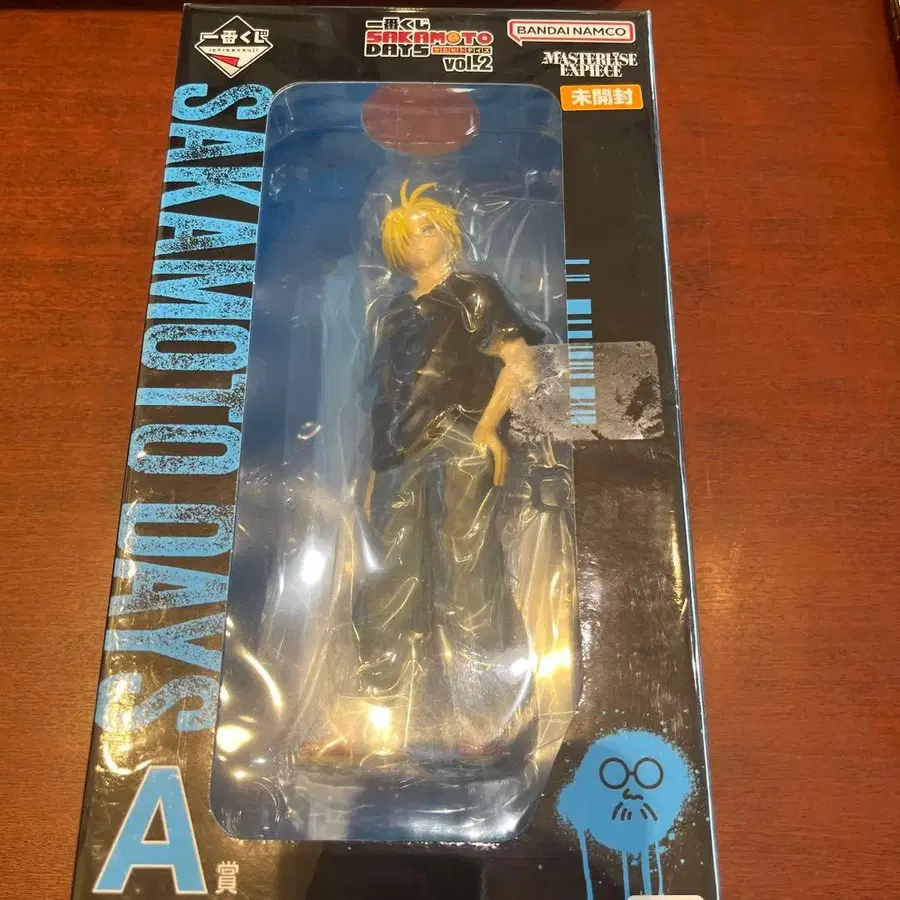 一番くじ
ichibankuji
一番くじ
SAKAMOTO
DAYS
vol.2
BANDAI NAMCO
MASTERLISE
EXPIECE
未開封
SAKAMOTO DAYS
A
賞